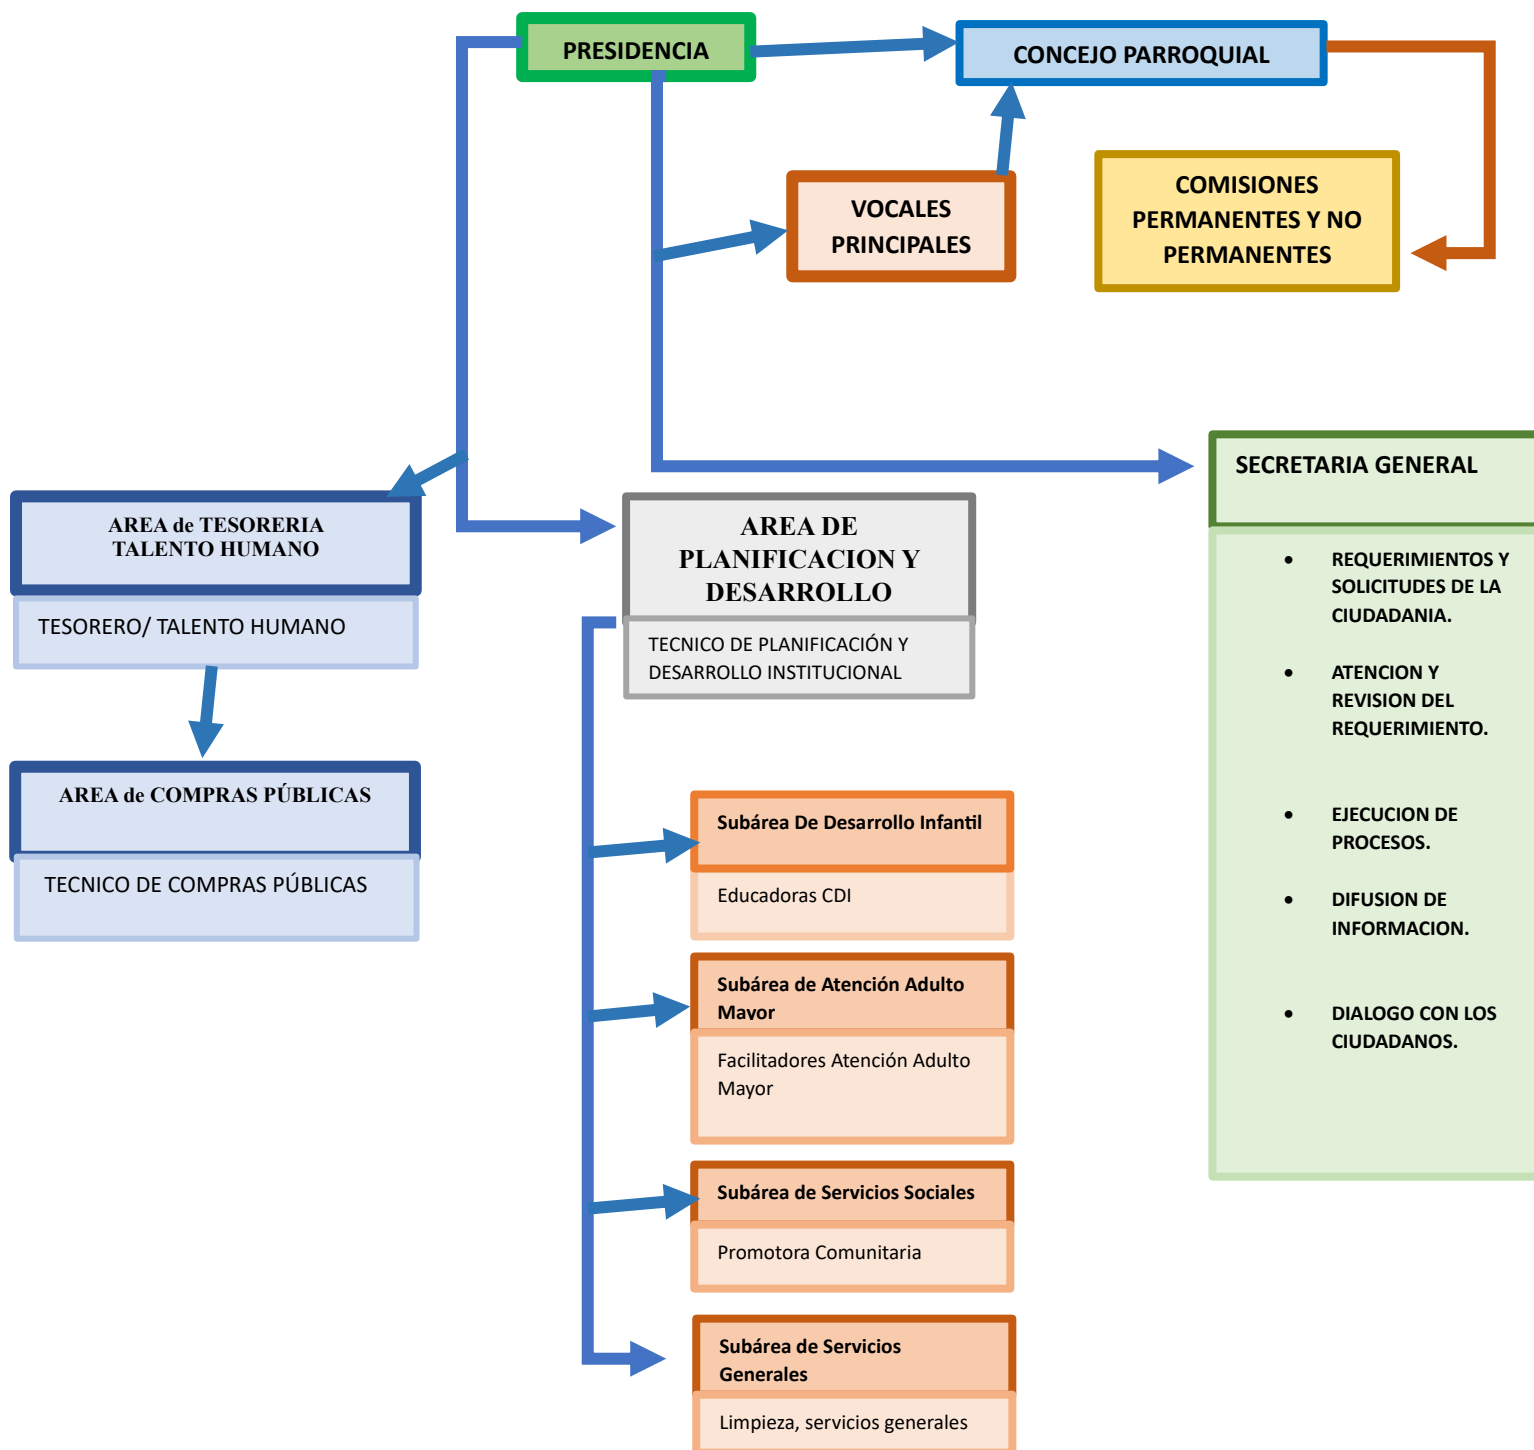 PRESIDENCIA
CONCEJO PARROQUIAL
VOCALES
PRINCIPALES
COMISIONES
PERMANENTES Y NO
PERMANENTES
SECRETARIA GENERAL
• REQUERIMIENTOS Y
SOLICITUDES DE LA
CIUDADANIA.
• ATENCION Y
REVISION DEL
REQUERIMIENTO.
• EJECUCION DE
PROCESOS.
• DIFUSION DE
INFORMACION.
• DIALOGO CON LOS
CIUDADANOS.
AREA de TESORERIA
TALENTO HUMANO
TESORERO/ TALENTO HUMANO
AREA de COMPRAS PÚBLICAS
TECNICO DE COMPRAS PÚBLICAS
AREA DE
PLANIFICACION Y
DESARROLLO
TECNICO DE PLANIFICACIÓN Y
DESARROLLO INSTITUCIONAL
Subárea De Desarrollo Infantil
Educadoras CDI
Subárea de Atención Adulto
Mayor
Facilitadores Atención Adulto
Mayor
Subárea de Servicios Sociales
Promotora Comunitaria
Subárea de Servicios
Generales
Limpieza, servicios generales